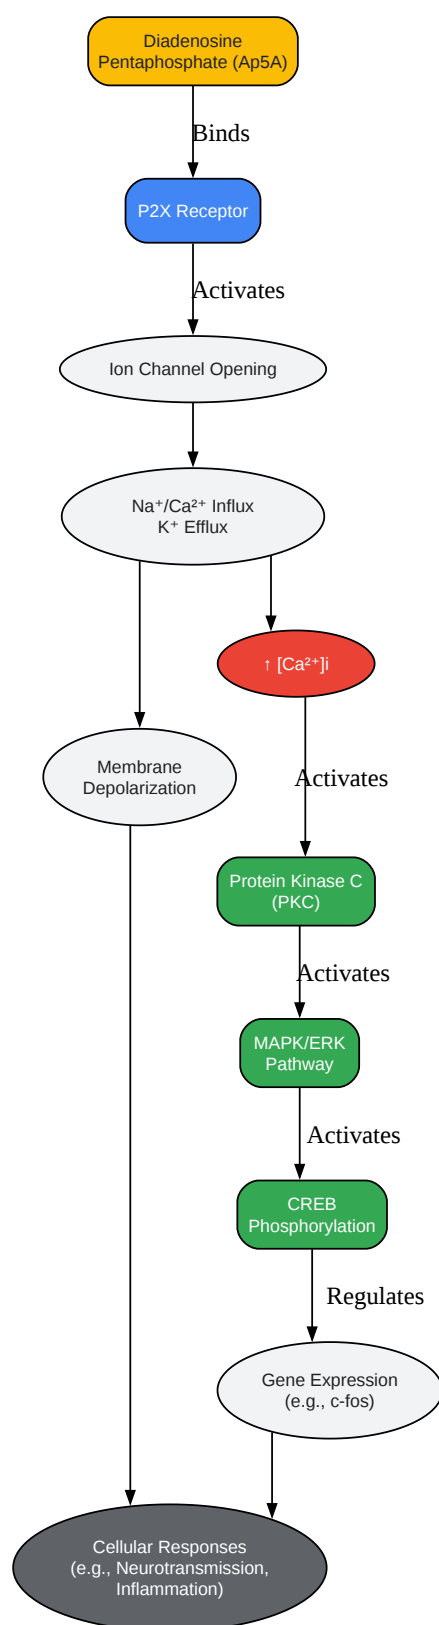 Diadenosine
Pentaphosphate (Ap5A)
Binds
P2X Receptor
Activates
Ion Channel Opening
Na⁺/Ca²⁺ Influx
K⁺ Efflux
↑ [Ca²⁺]i
Membrane
Depolarization
Activates
Protein Kinase C
(PKC)
Activates
MAPK/ERK
Pathway
Activates
CREB
Phosphorylation
Regulates
Gene Expression
(e.g., c-fos)
Cellular Responses
(e.g., Neurotransmission,
Inflammation)